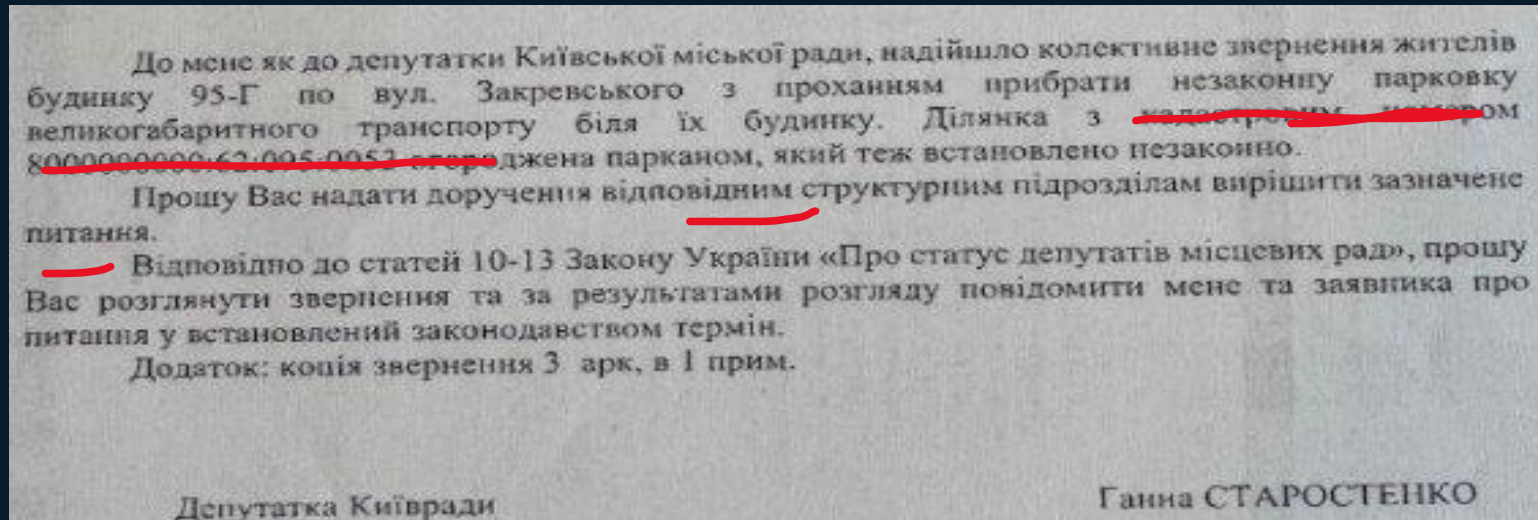 До мене як до депутатки Київської міської ради, надійшло колективне звернення жителів
будинку 95-Г по вул. Закревського з проханням прибрати незаконну парковку
великогабаритного транспорту біля їх будинку. Ділянка з кадастровим номером
огороджена парканом, який теж встановлено незаконно.
Прошу Вас надати доручення відповідним структурним підрозділам вирішити зазначене
питання.
Відповідно до статей 10-13 Закону України «Про статус депутатів місцевих рад», прошу
Вас розглянути звернення та за результатами розгляду повідомити мене та заявника про
питання у встановлений законодавством термін.
Додаток: копія звернення 3 арк, в 1 прим.
Депутатка Київради Ганна СТАРОСТЕНКО